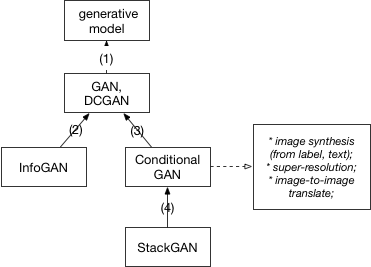 generative
model
(1)
GAN,
DCGAN
(2)
(3)
InfoGAN
Conditional
GAN
* image synthesis
(from label, text);
* super-resolution;
* image-to-image
translate;
(4)
StackGAN